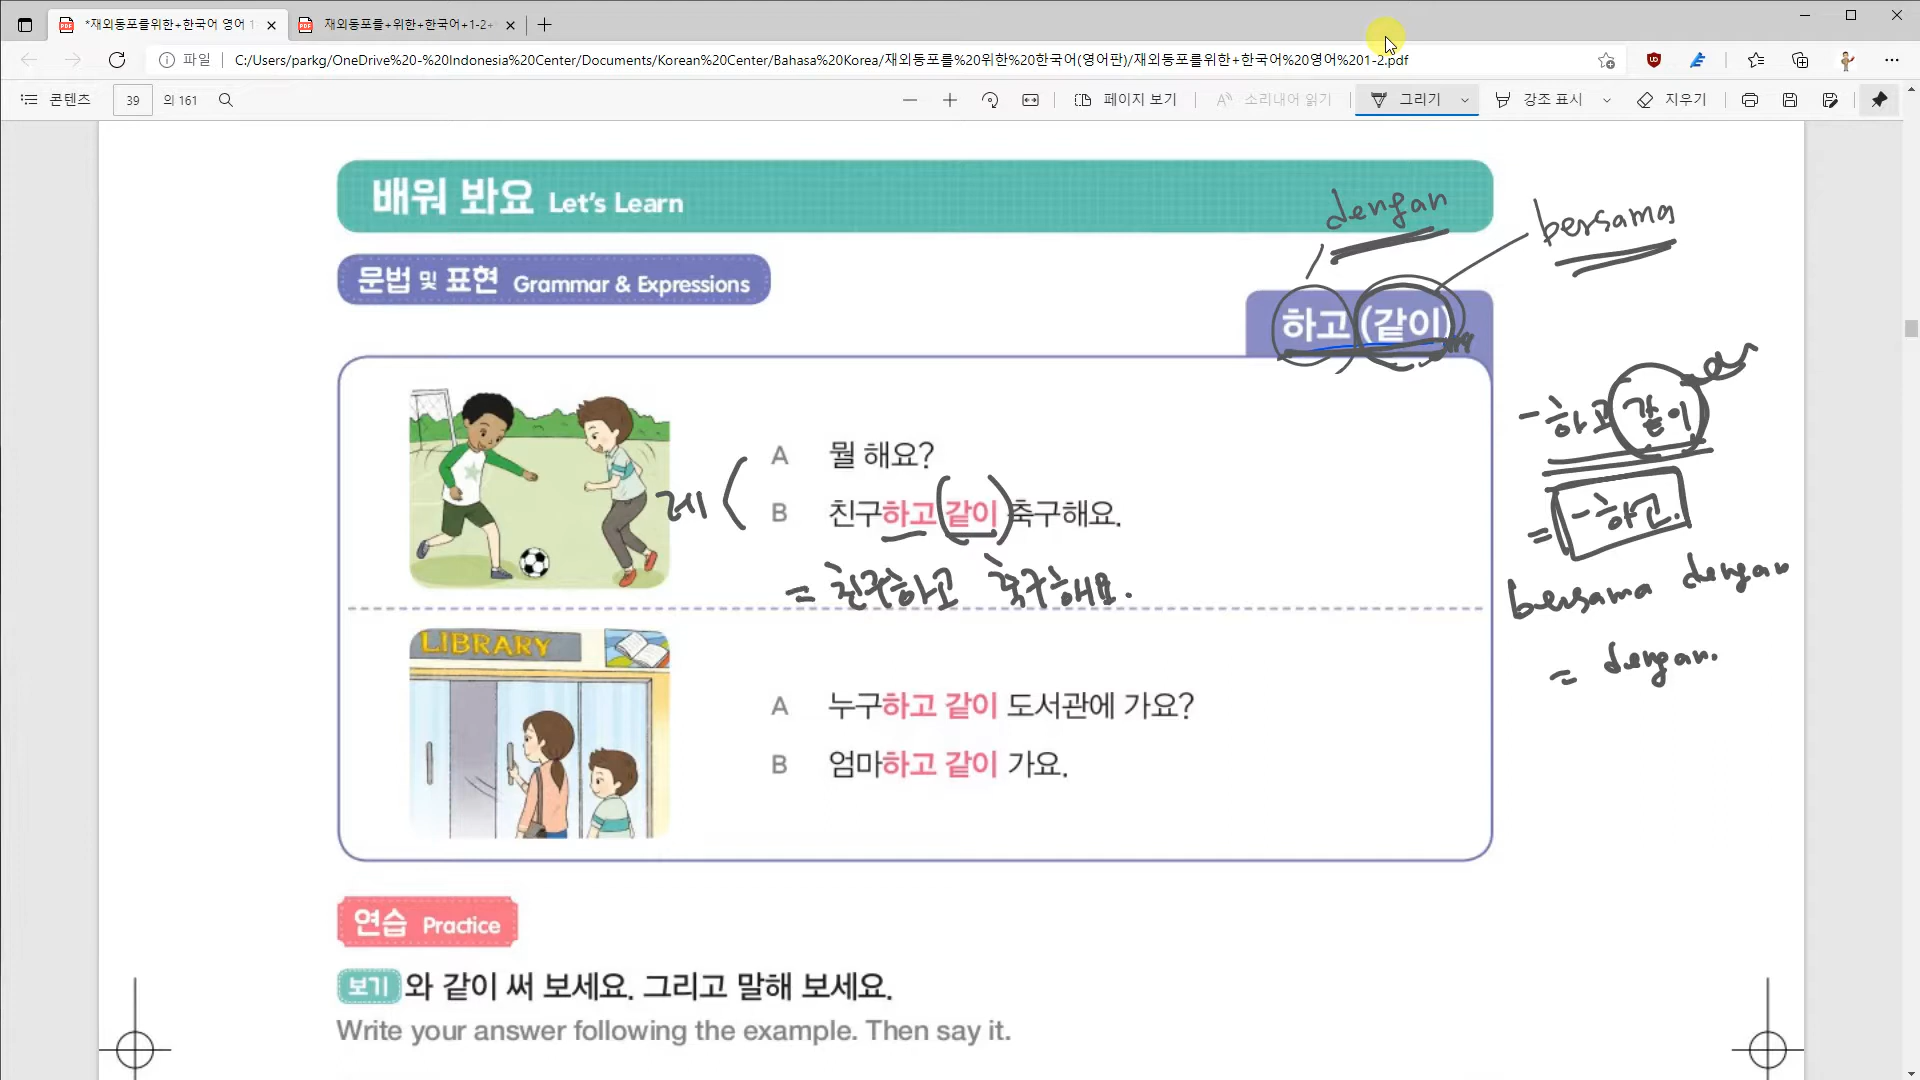 *재외동포를위한+한국어 영어 1
재외동포를+위한+한국어+1-2+
파일
C:/Users/parkg/OneDrive%20-%20Indonesia%20Center/Documents/Korean%20Center/Bahasa%20Korea/재외동포를%20위한%20한국어(영어판)/재외동포를위한+한국어%20영어%201-2.pdf
콘텐츠 39 의 161
페이지 보기 소리내어 읽기 그리기 강조 표시 지우기
배워 봐요 Let's Learn
dengan
bersama
문법 및 표현 Grammar & Expressions
하고 (같이)
-하고 같이
= -하고.
bersama dengan
= dengan.
A 뭘 해요?
B 친구하고 같이 축구해요.
= 친구하고 축구해요.
LIBRARY
A 누구하고 같이 도서관에 가요?
B 엄마하고 같이 가요.
연습 Practice
보기 와 같이 써 보세요. 그리고 말해 보세요.
Write your answer following the example. Then say it.